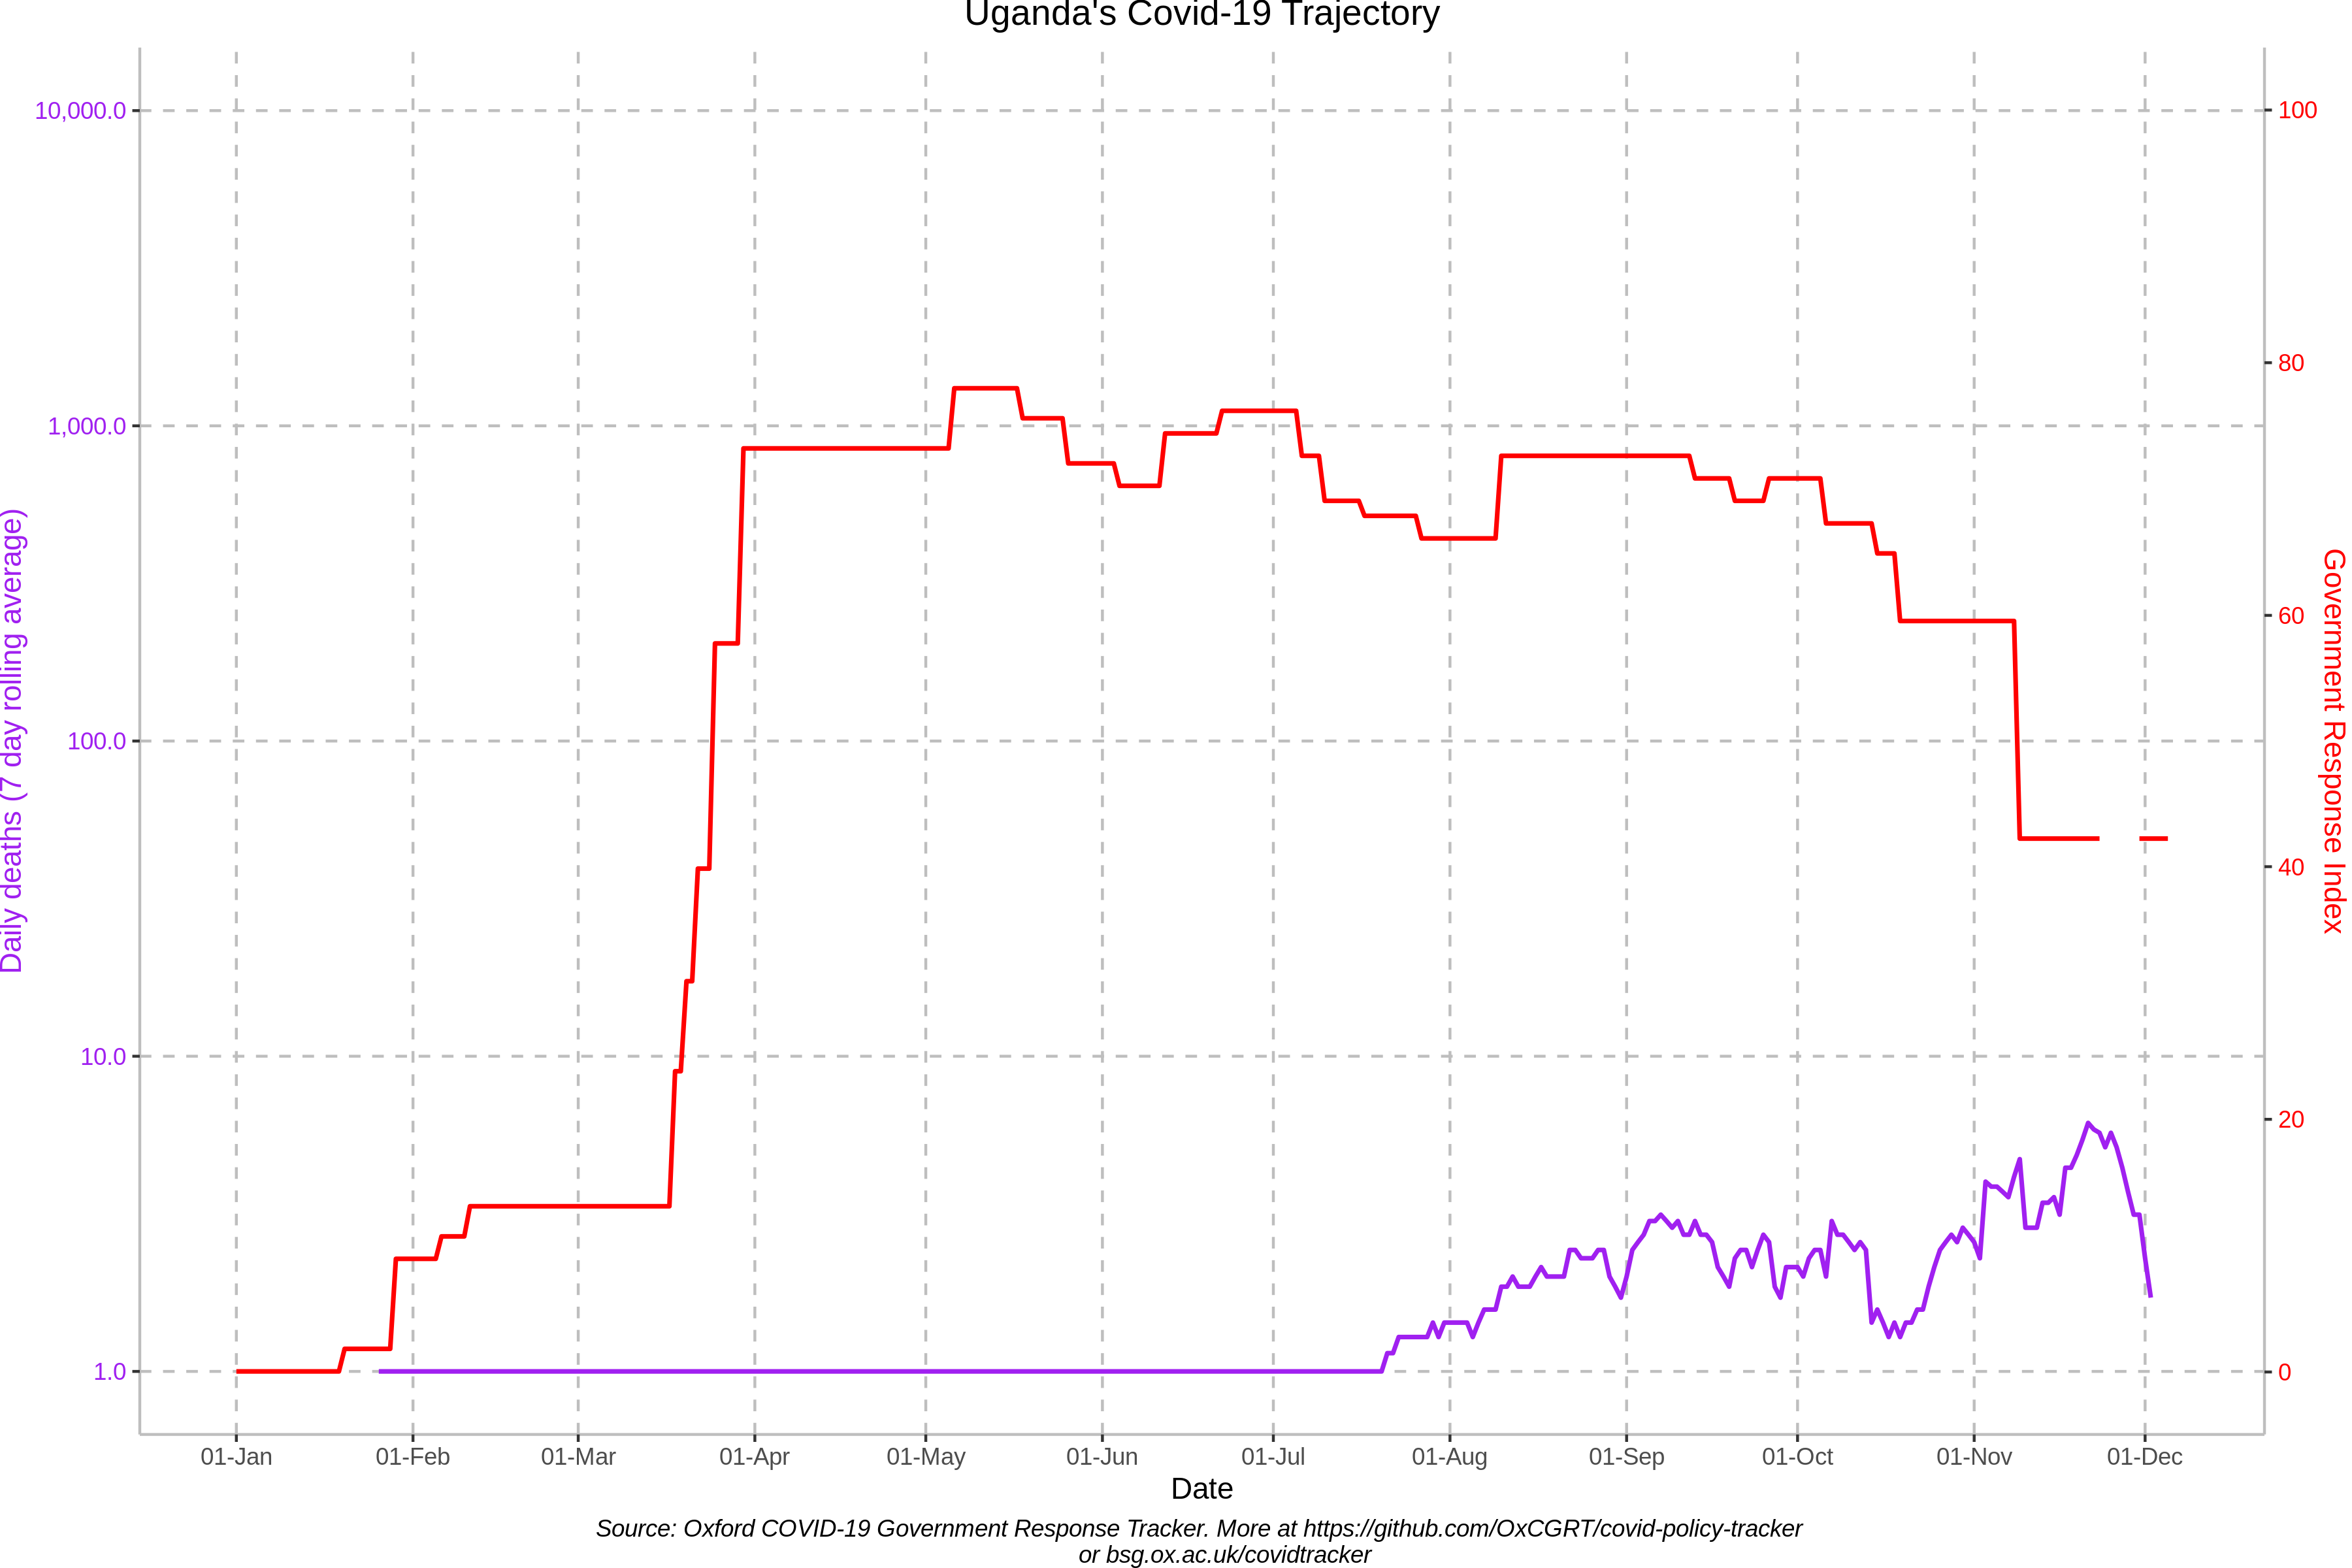 Uganda's Covid-19 Trajectory
10,000.0
1,000.0
100.0
10.0
1.0
Daily deaths (7 day rolling average)
100
80
60
40
20
0
Government Response Index
01-Jan
01-Feb
01-Mar
01-Apr
01-May
01-Jun
01-Jul
01-Aug
01-Sep
01-Oct
01-Nov
01-Dec
Date
Source: Oxford COVID-19 Government Response Tracker. More at https://github.com/OxCGRT/covid-policy-tracker
or bsg.ox.ac.uk/covidtracker